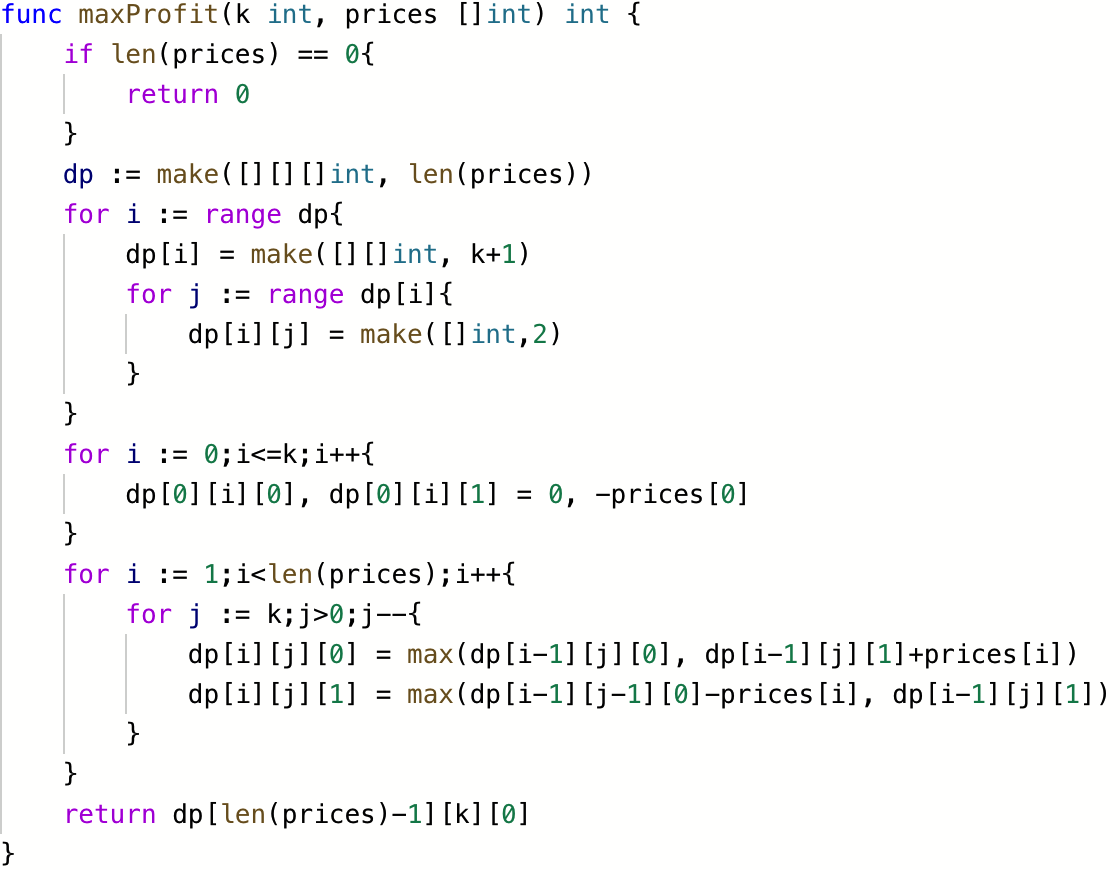 func maxProfit(k int, prices []int) int {
    if len(prices) == 0{
        return 0
    }
    dp := make([][][]int, len(prices))
    for i := range dp{
        dp[i] = make([][]int, k+1)
        for j := range dp[i]{
            dp[i][j] = make([]int,2)
        }
    }
    for i := 0;i<=k;i++{
        dp[0][i][0], dp[0][i][1] = 0, -prices[0]
    }
    for i := 1;i<len(prices);i++{
        for j := k;j>0;j--{
            dp[i][j][0] = max(dp[i-1][j][0], dp[i-1][j][1]+prices[i])
            dp[i][j][1] = max(dp[i-1][j-1][0]-prices[i], dp[i-1][j][1])
        }
    }
    return dp[len(prices)-1][k][0]
}